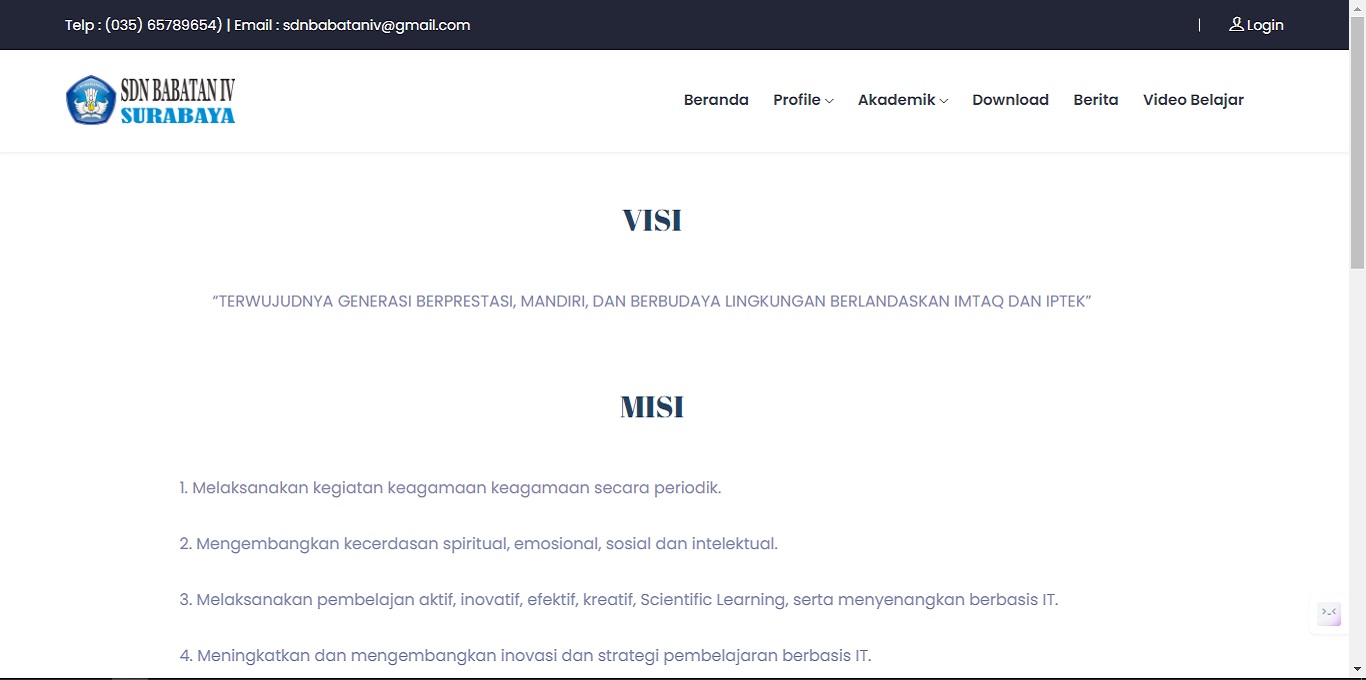 Telp : (035) 65789654) | Email : sdnbabataniv@gmail.com
| Login
SDN BABATAN IV
SURABAYA
Beranda Profile Akademik Download Berita Video Belajar
VISI
“TERWUJUDNYA GENERASI BERPRESTASI, MANDIRI, DAN BERBUDAYA LINGKUNGAN BERLANDASKAN IMTAQ DAN IPTEK”
MISI
1. Melaksanakan kegiatan keagamaan keagamaan secara periodik.
2. Mengembangkan kecerdasan spiritual, emosional, sosial dan intelektual.
3. Melaksanakan pembelajan aktif, inovatif, efektif, kreatif, Scientific Learning, serta menyenangkan berbasis IT.
4. Meningkatkan dan mengembangkan inovasi dan strategi pembelajaran berbasis IT.